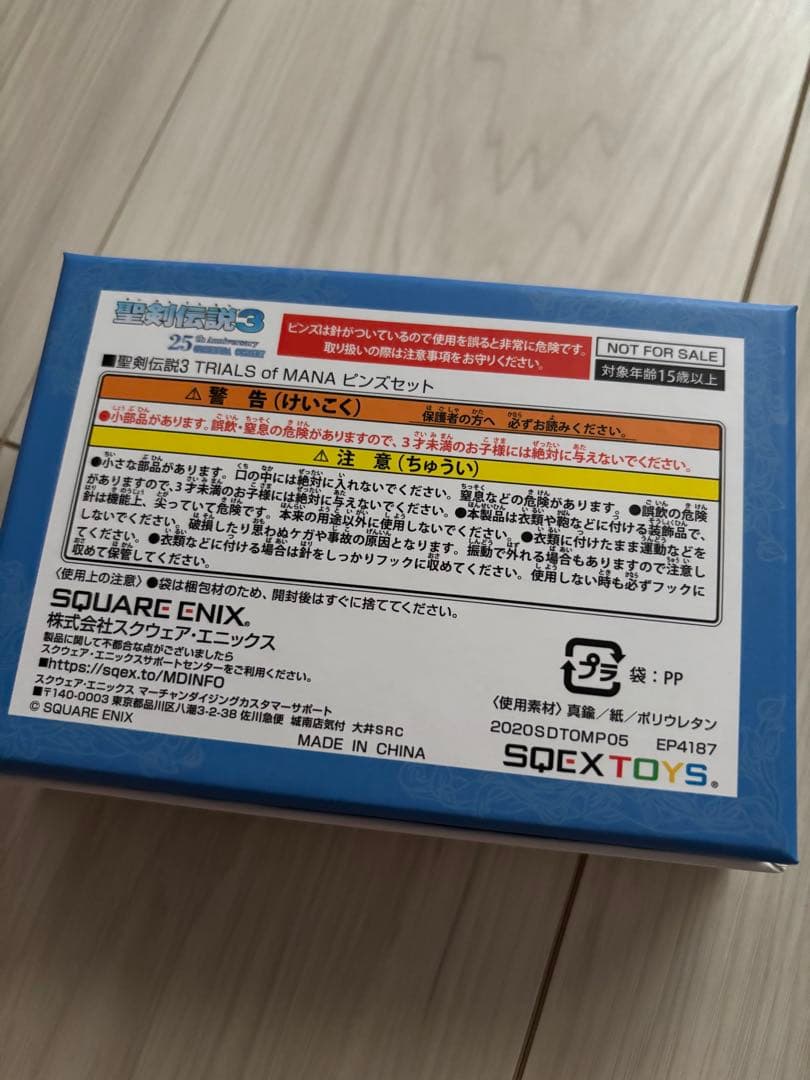 聖剣伝説3
25th Anniversary
ピンズは針がついているので使用を誤ると非常に危険です。
取り扱いの際は注意事項をお守りください。
NOT FOR SALE
対象年齢15歳以上
■聖剣伝説3 TRIALS of MANA ピンズセット
⚠警 告(けいこく) 保護者の方へ 必ずお読みください。
●小部品があります。誤飲・窒息の危険がありますので、3才未満のお子様には絶対に与えないでください。
⚠注 意(ちゅうい)
●小さな部品があります。口の中には絶対に入れないでください。窒息などの危険があります。●誤飲の危険
がありますので、3才未満のお子様には絶対に与えないでください。●本製品は衣類や鞄などに付ける装飾品で、
針は機能上、尖っていて危険です。本来の用途以外に使用しないでください。●衣類に付けたまま運動などを
しないでください。破損したり思わぬケガや事故の原因となります。振動で外れる場合もありますので注意し
てください。●衣類などに付ける場合は針をしっかりフックに収めてください。使用しない時も必ずフックに
収めて保管してください。
〈使用上の注意〉●袋は梱包材のため、開封後はすぐに捨ててください。
SQUARE ENIX®
株式会社スクウェア・エニックス
製品に関して不都合な点がございましたら
スクウェア・エニックスサポートセンターをご利用ください。
■https://sqex.to/MDINFO
スクウェア・エニックス マーチャンダイジングカスタマーサポート
■〒140-0003 東京都品川区八潮3-2-38 佐川急便 城南店気付 大井SRC
© SQUARE ENIX
MADE IN CHINA
プラ 袋：PP
〈使用素材〉真鍮／紙／ポリウレタン
2020SDTOMP05 EP4187
SQEX TOYS®